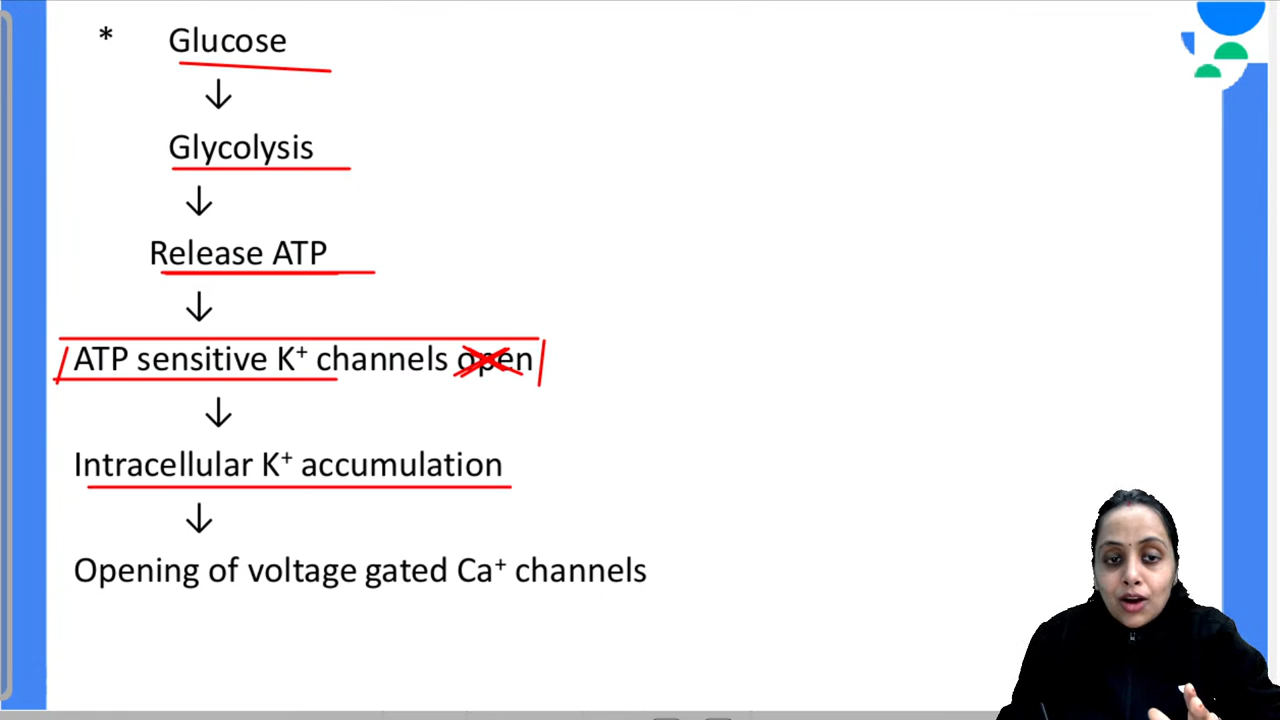 * Glucose
↓
Glycolysis
↓
Release ATP
↓
ATP sensitive K⁺ channels open
↓
Intracellular K⁺ accumulation
↓
Opening of voltage gated Ca⁺ channels